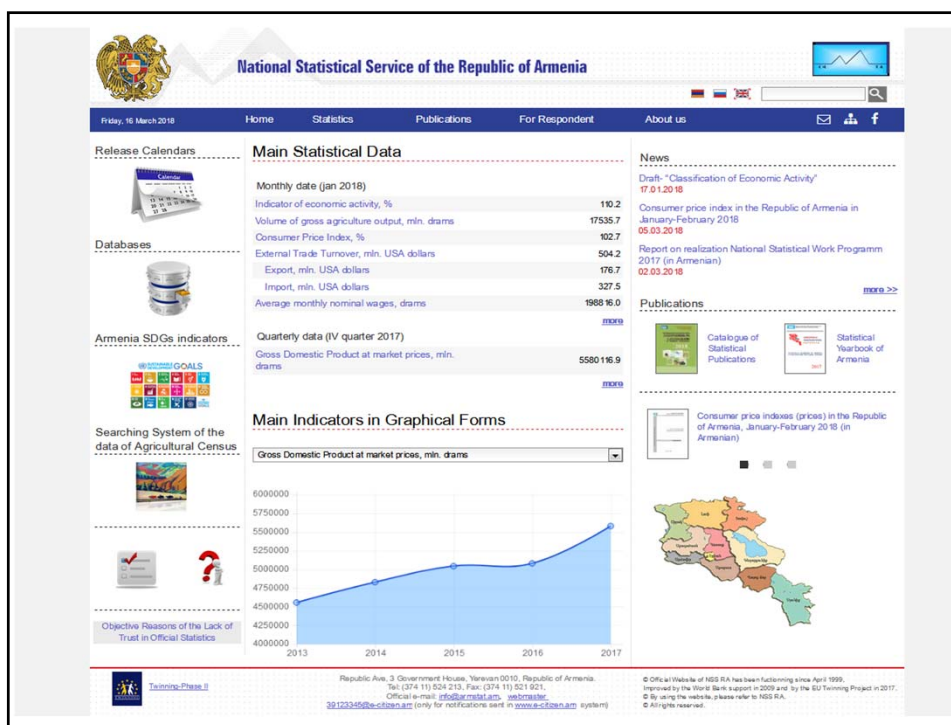 National Statistical Service of the Republic of Armenia
Friday, 16 March 2018
Home
Statistics
Publications
For Respondent
About us
Release Calendars
Calendar
Databases
Armenia SDGs indicators
SUSTAINABLE DEVELOPMENT GOALS
Searching System of the
data of Agricultural Census
Objective Reasons of the Lack of
Trust in Official Statistics
Main Statistical Data
Monthly date (jan 2018)
Indicator of economic activity, % 110.2
Volume of gross agriculture output, mln. drams 17535.7
Consumer Price Index, % 102.7
External Trade Turnover, mln. USA dollars 504.2
Export, mln. USA dollars 176.7
Import, mln. USA dollars 327.5
Average monthly nominal wages, drams 198816.0
more
Quarterly data (IV quarter 2017)
Gross Domestic Product at market prices, mln.
drams 5580116.9
more
Main Indicators in Graphical Forms
Gross Domestic Product at market prices, mln. drams
6000000
5750000
5500000
5250000
5000000
4750000
4500000
4250000
4000000
2013 2014 2015 2016 2017
News
Draft- "Classification of Economic Activity"
17.01.2018
Consumer price index in the Republic of Armenia in
January-February 2018
05.03.2018
Report on realization National Statistical Work Programm
2017 (in Armenian)
02.03.2018
more >>
Publications
Catalogue of
Statistical
Publications
2017
Statistical
Yearbook of
Armenia
Consumer price indexes (prices) in the Republic
of Armenia, January-February 2018 (in
Armenian)
Twinning-Phase II
Republic Ave, 3 Government House, Yerevan 0010, Republic of Armenia.
Tel: (374 11) 524 213, Fax: (374 11) 521 921,
Official e-mail: info@armstat.am, webmaster
39123345@e-citizen.am (only for notifications sent in www.e-citizen.am system)
© Official Website of NSS RA has been fuctionning since April 1999.
Improved by the World Bank support in 2009 and by the EU Twinning Project in 2017.
© By using the website, please refer to NSS RA.
© All rights reserved.